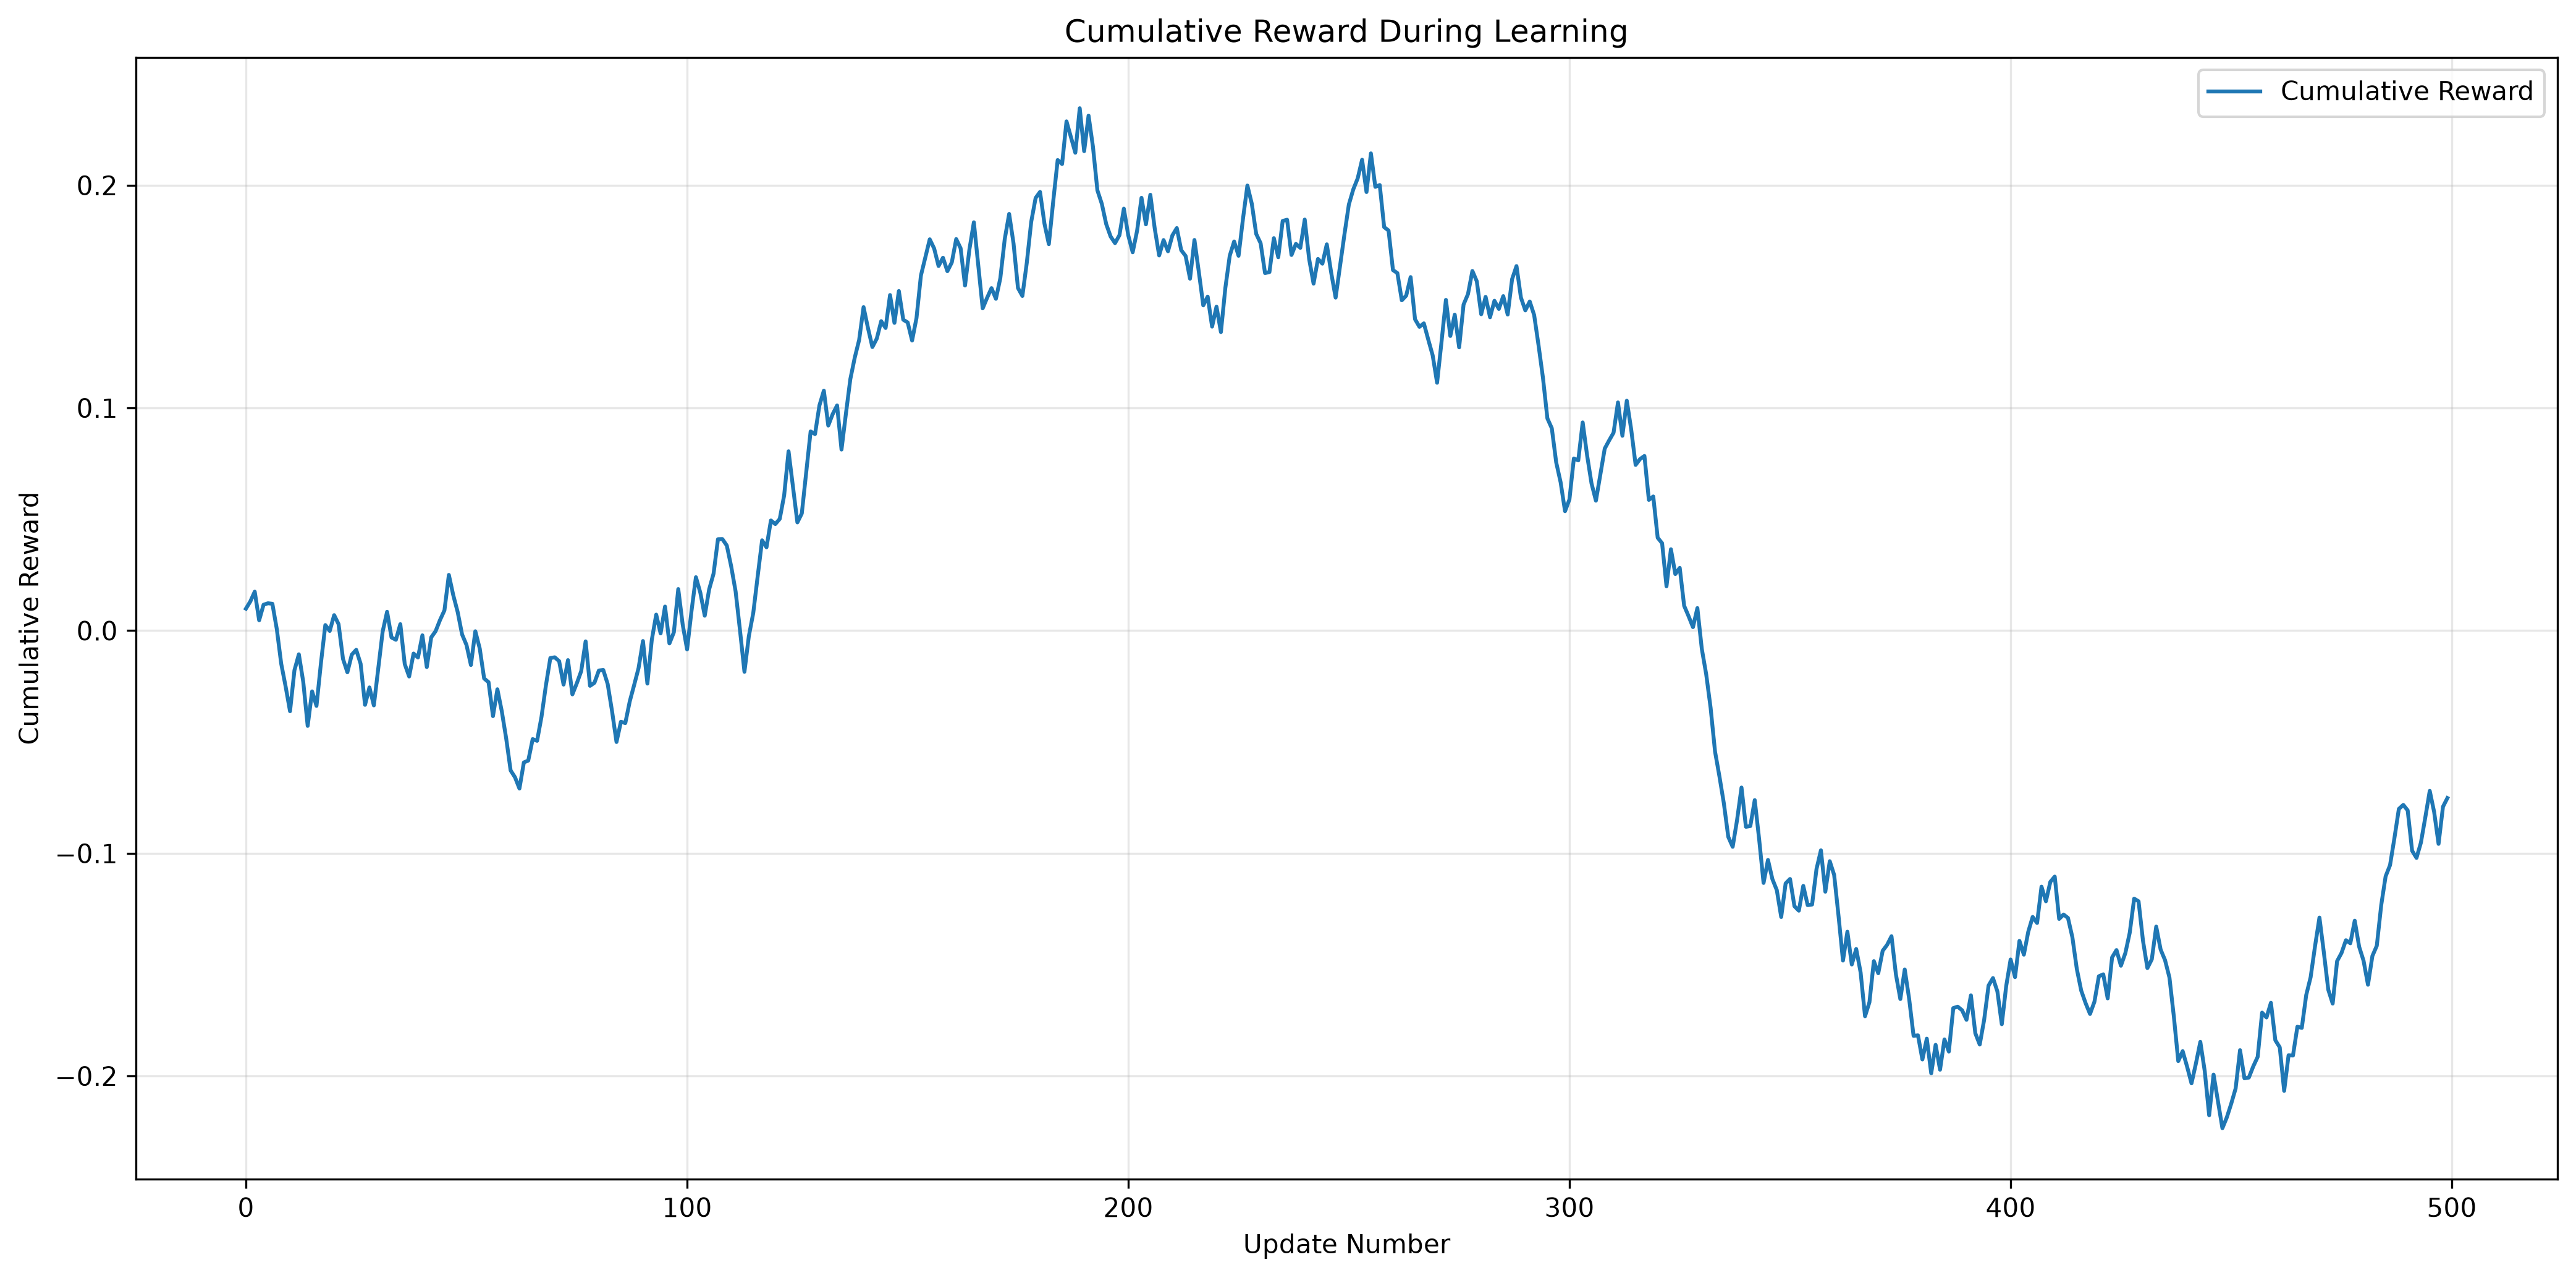 Cumulative Reward During Learning
Cumulative Reward
Cumulative Reward
0.2
0.1
0.0
−0.1
−0.2
0 100 200 300 400 500
Update Number